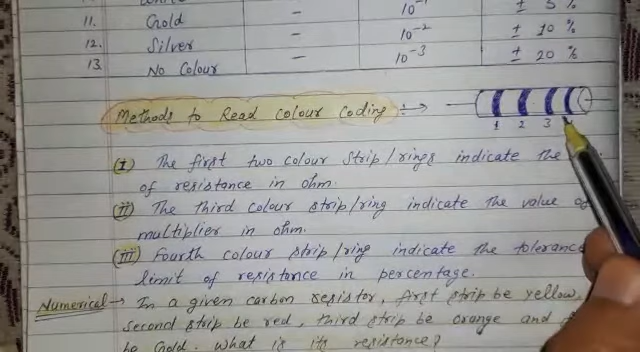 11. Gold - 10⁻¹ ± 5 %
12. Silver - 10⁻² ± 10 %
13 No Colour - 10⁻³ ± 20 %
Methods to Read Colour Coding :→
1 2 3
(i) The first two colour strip/rings indicate the
of resistance in ohm.
(ii) The third colour strip/ring indicate the value of
multiplier in ohm.
(iii) Fourth colour strip/ring indicate the
limit of resistance in percentage.
Numerical → In a given carbon resistor, first strip be yellow,
second strip be red, third strip be orange and
be Gold. What is its resistance?